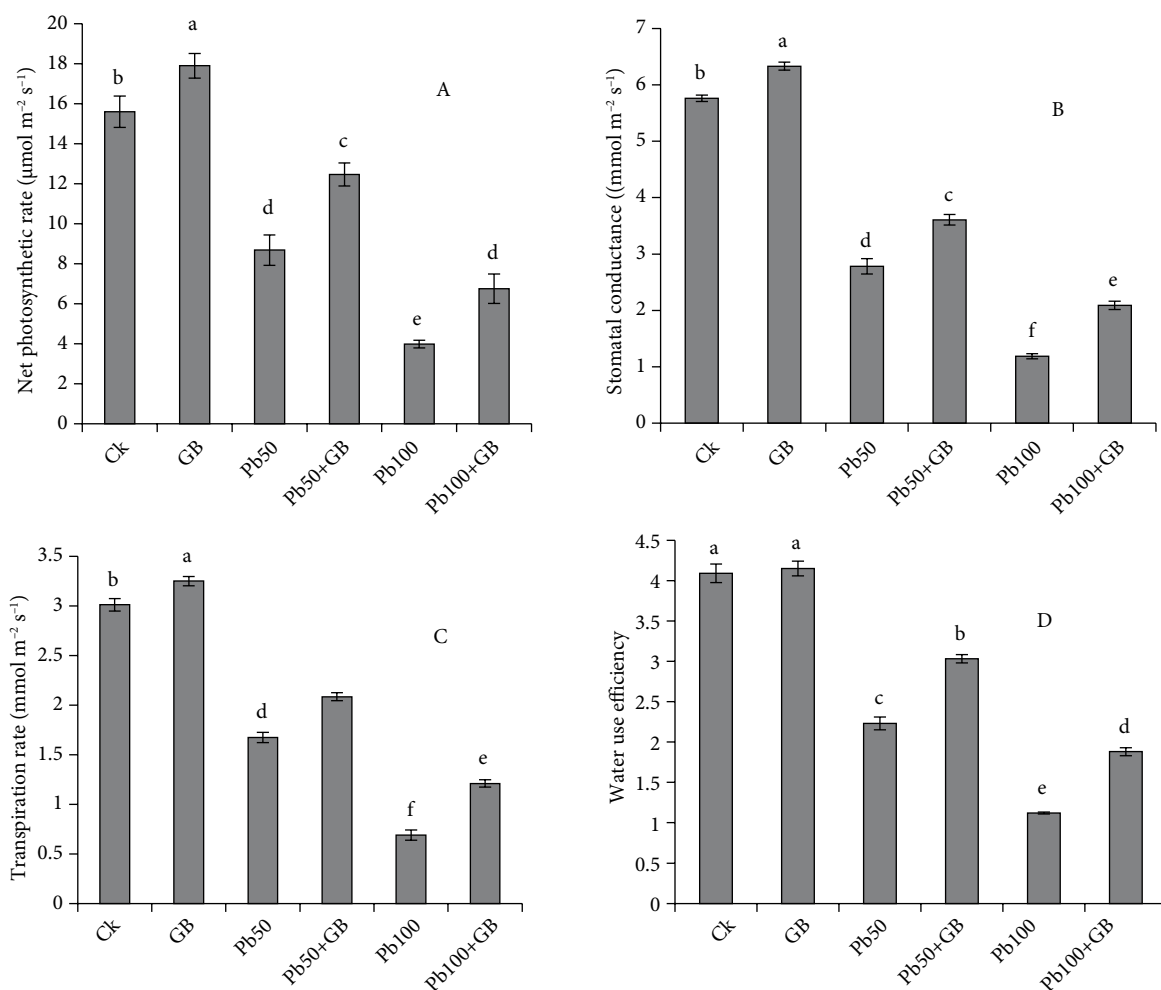 Net photosynthetic rate (µmol m⁻² s⁻¹)
20
18
16
14
12
10
8
6
4
2
0
b
a
d
c
e
d
A
Ck
GB
Pb50
Pb50+GB
Pb100
Pb100+GB
Stomatal conductance ((mmol m⁻² s⁻¹)
7
6
5
4
3
2
1
0
b
a
d
c
f
e
B
Ck
GB
Pb50
Pb50+GB
Pb100
Pb100+GB
Transpiration rate (mmol m⁻² s⁻¹)
3.5
3
2.5
2
1.5
1
0.5
0
b
a
d
f
e
C
Ck
GB
Pb50
Pb50+GB
Pb100
Pb100+GB
Water use efficiency
4.5
4
3.5
3
2.5
2
1.5
1
0.5
0
a
a
c
b
e
d
D
Ck
GB
Pb50
Pb50+GB
Pb100
Pb100+GB